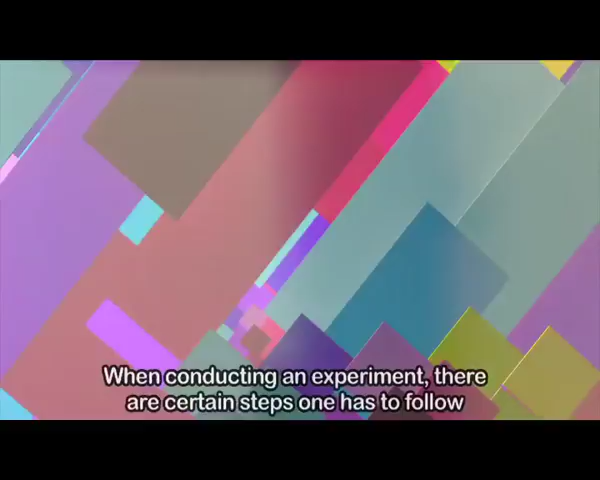 When conducting an experiment, there
are certain steps one has to follow